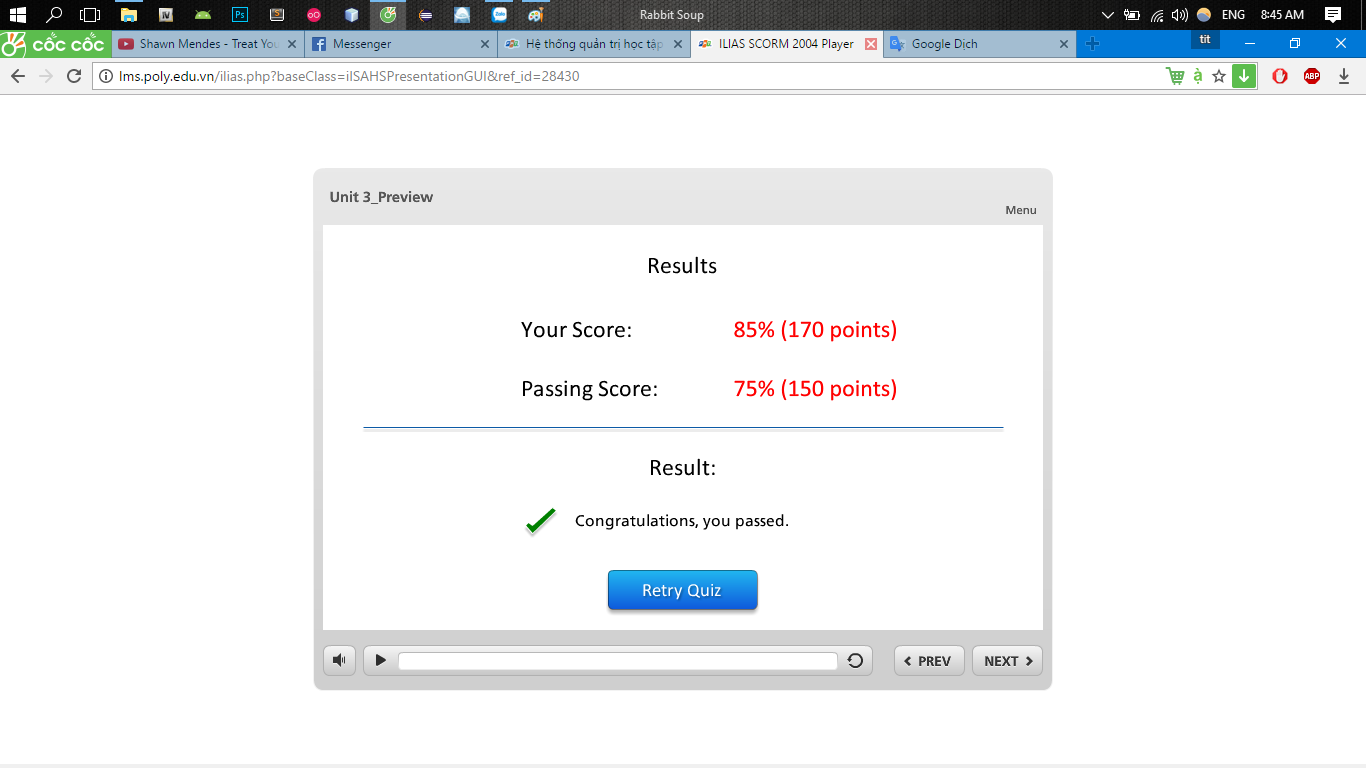 Rabbit Soup
ENG
8:45 AM
cốc cốc
Shawn Mendes - Treat You
Messenger
Hệ thống quản trị học tập
ILIAS SCORM 2004 Player
Google Dịch
tit
lms.poly.edu.vn/ilias.php?baseClass=ilSAHSPresentationGUI&ref_id=28430
ABP
Unit 3_Preview
Menu
Results
Your Score: 85% (170 points)
Passing Score: 75% (150 points)
Result:
Congratulations, you passed.
Retry Quiz
PREV
NEXT